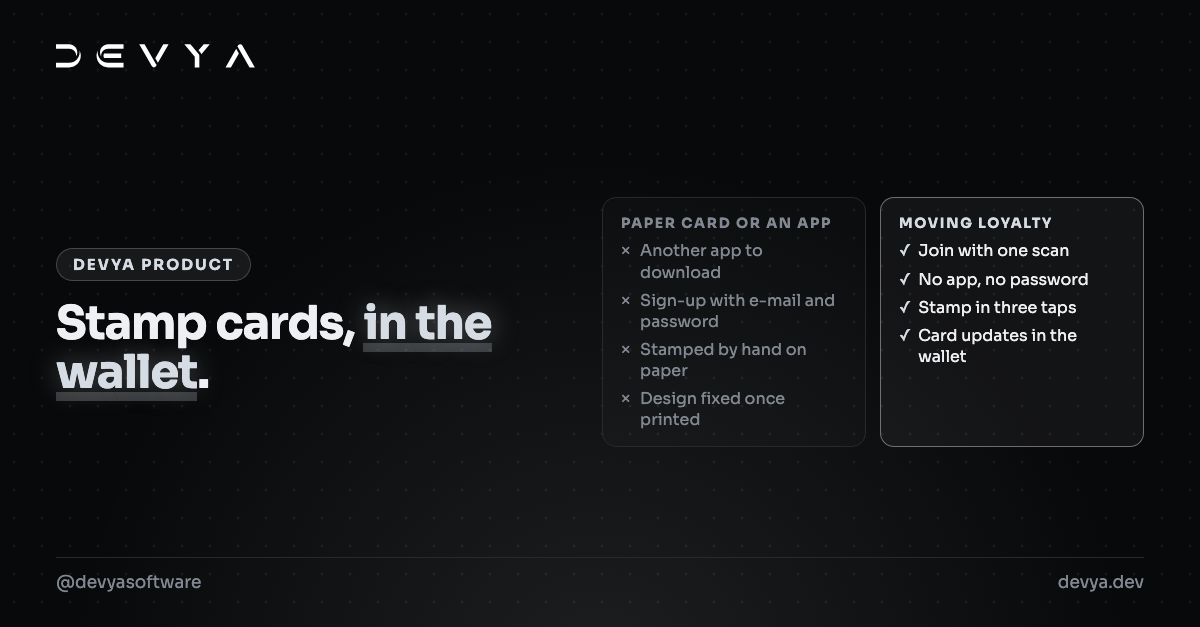 DEVYA
DEVYA PRODUCT
Stamp cards, in the
wallet.
PAPER CARD OR AN APP
× Another app to
download
× Sign-up with e-mail and
password
× Stamped by hand on
paper
× Design fixed once
printed
MOVING LOYALTY
✓ Join with one scan
✓ No app, no password
✓ Stamp in three taps
✓ Card updates in the
wallet
@devyasoftware
devya.dev